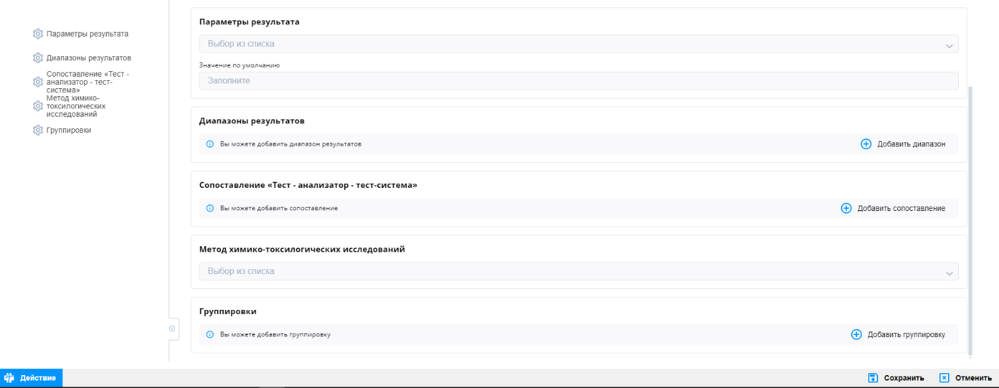 Параметры результата
Диапазоны результатов
Сопоставление «Тест -
анализатор - тест-
система»
Метод химико-
токсилогических
исследований
Группировки
Параметры результата
Выбор из списка
Значение по умолчанию
Заполните
Диапазоны результатов
Вы можете добавить диапазон результатов
Добавить диапазон
Сопоставление «Тест - анализатор - тест-система»
Вы можете добавить сопоставление
Добавить сопоставление
Метод химико-токсилогических исследований
Выбор из списка
Группировки
Вы можете добавить группировку
Добавить группировку
Действие
Сохранить
Отменить